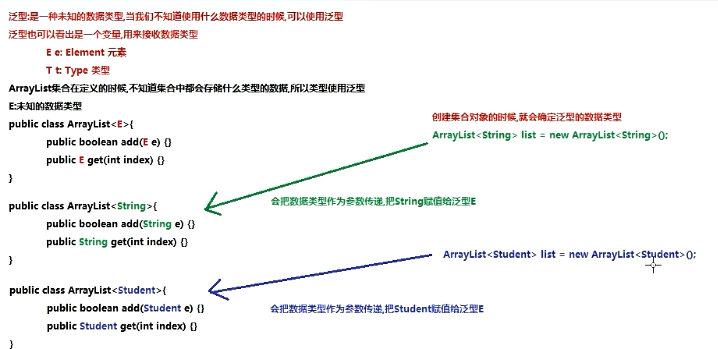 泛型:是一种未知的数据类型,当我们不知道使用什么数据类型的时候,可以使用泛型
泛型也可以看出是一个变量,用来接收数据类型
E e: Element 元素
T t: Type 类型
ArrayList集合在定义的时候,不知道集合中都会存储什么类型的数据,所以类型使用泛型
E:未知的数据类型
public class ArrayList<E>{
public boolean add(E e) {}
public E get(int index) {}
}
创建集合对象的时候,就会确定泛型的数据类型
ArrayList<String> list = new ArrayList<String>();
public class ArrayList<String>{
会把数据类型作为参数传递,把String赋值给泛型E
public boolean add(String e) {}
public String get(int index) {}
}
ArrayList<Student> list = new ArrayList<Student>();
public class ArrayList<Student>{
public boolean add(Student e) {}
会把数据类型作为参数传递,把Student赋值给泛型E
public Student get(int index) {}
}